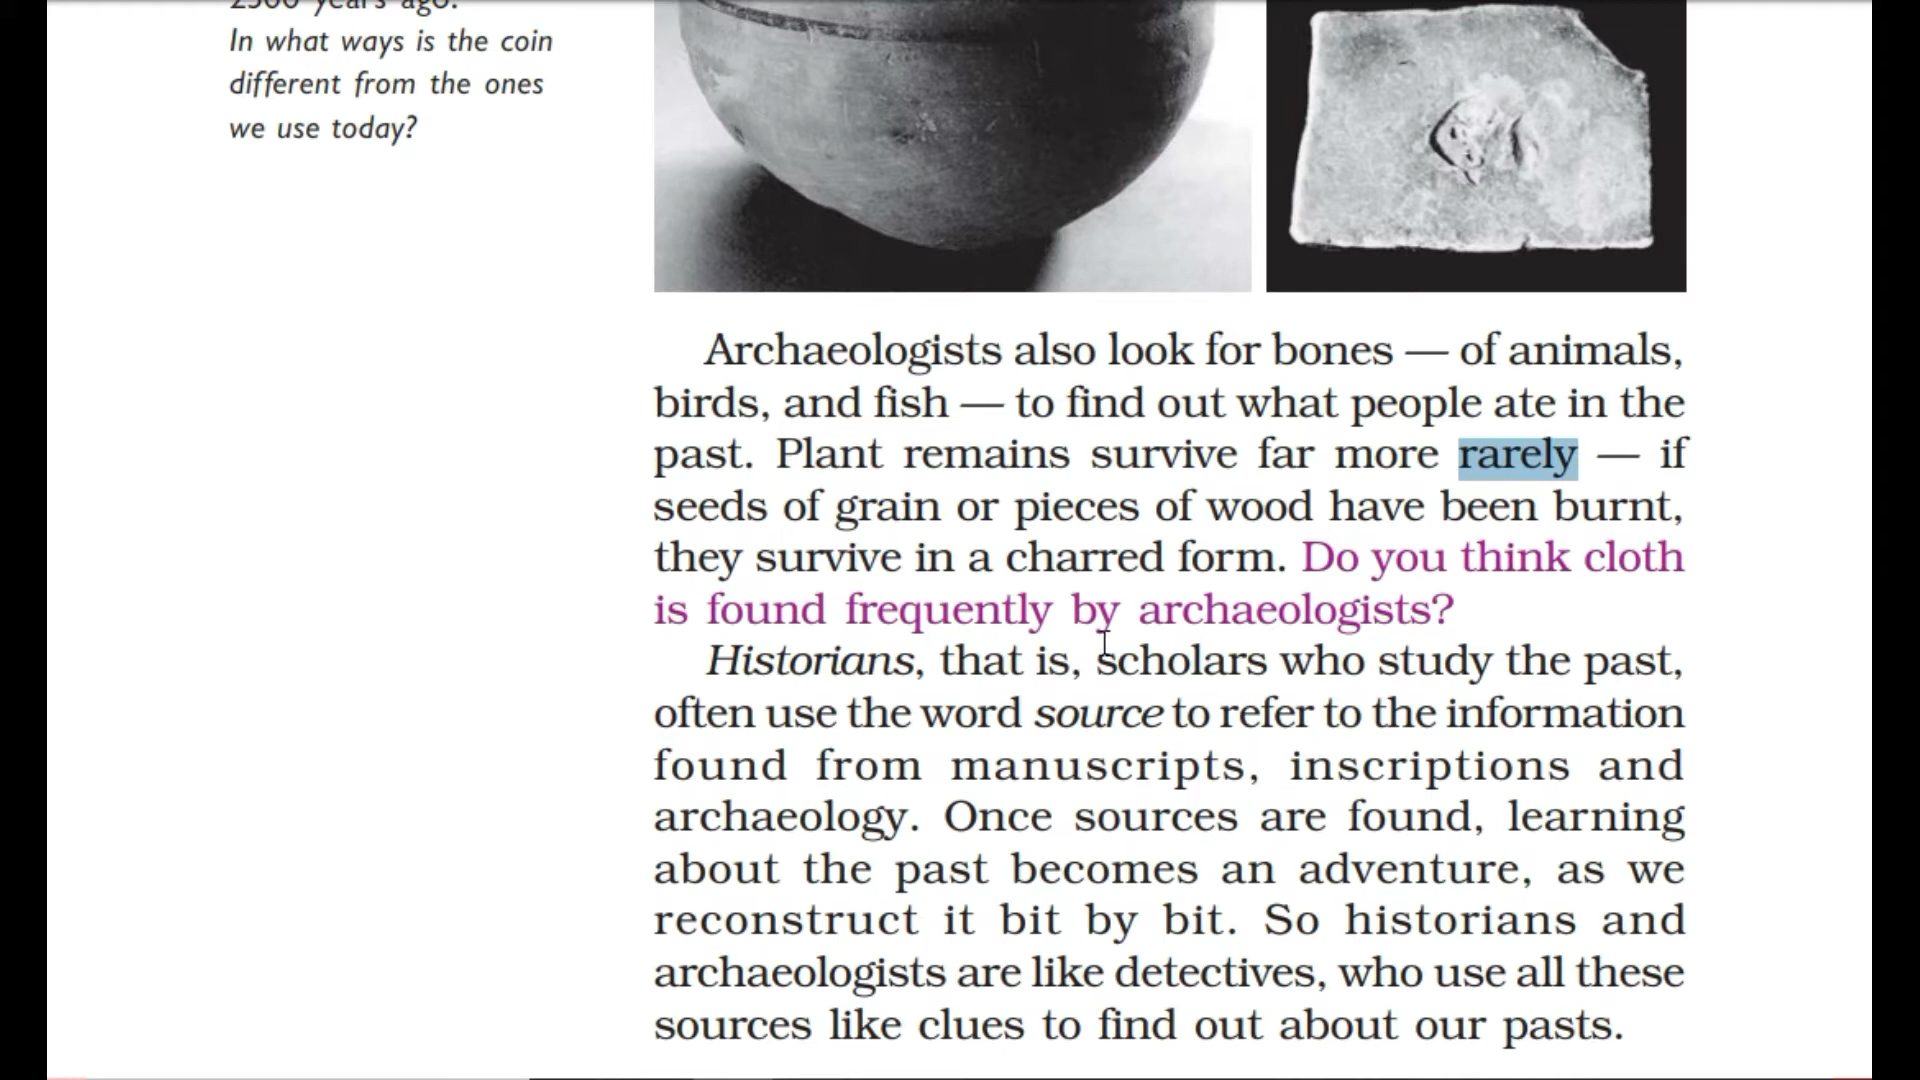 2500 years ago.
In what ways is the coin
different from the ones
we use today?
Archaeologists also look for bones — of animals,
birds, and fish — to find out what people ate in the
past. Plant remains survive far more rarely — if
seeds of grain or pieces of wood have been burnt,
they survive in a charred form. Do you think cloth
is found frequently by archaeologists?
Historians, that is, scholars who study the past,
often use the word source to refer to the information
found from manuscripts, inscriptions and
archaeology. Once sources are found, learning
about the past becomes an adventure, as we
reconstruct it bit by bit. So historians and
archaeologists are like detectives, who use all these
sources like clues to find out about our pasts.